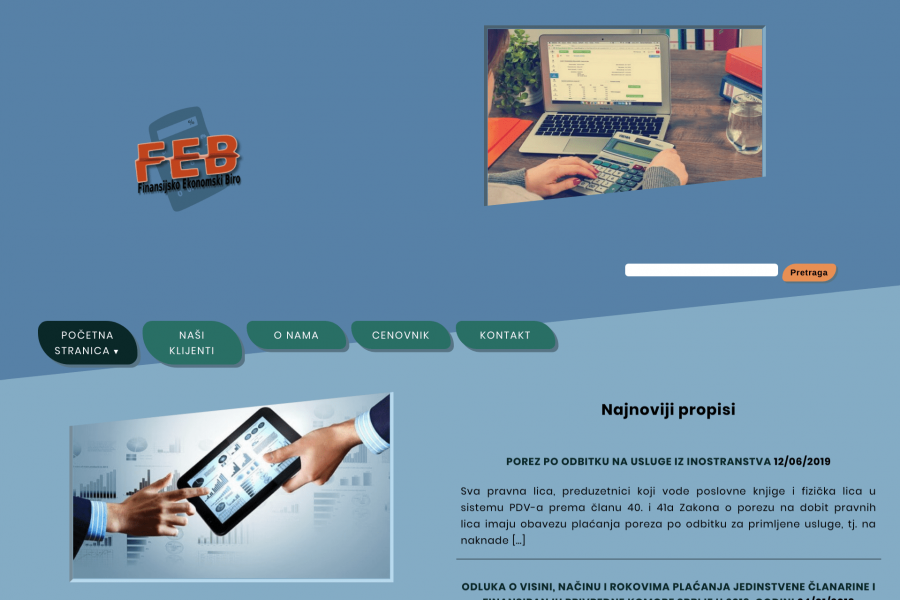 FEB
Finansijsko Ekonomski Biro
Pretraga
POČETNA
STRANICA ▾
NAŠI
KLIJENTI
O NAMA
CENOVNIK
KONTAKT
Najnoviji propisi
POREZ PO ODBITKU NA USLUGE IZ INOSTRANSTVA 12/06/2019
Sva pravna lica, preduzetnici koji vode poslovne knjige i fizička lica u
sistemu PDV-a prema članu 40. i 41a Zakona o porezu na dobit pravnih
lica imaju obavezu plaćanja poreza po odbitku za primljene usluge, tj. na
naknade [...]
ODLUKA O VISINI, NAČINU I ROKOVIMA PLAĆANJA JEDINSTVENE ČLANARINE I